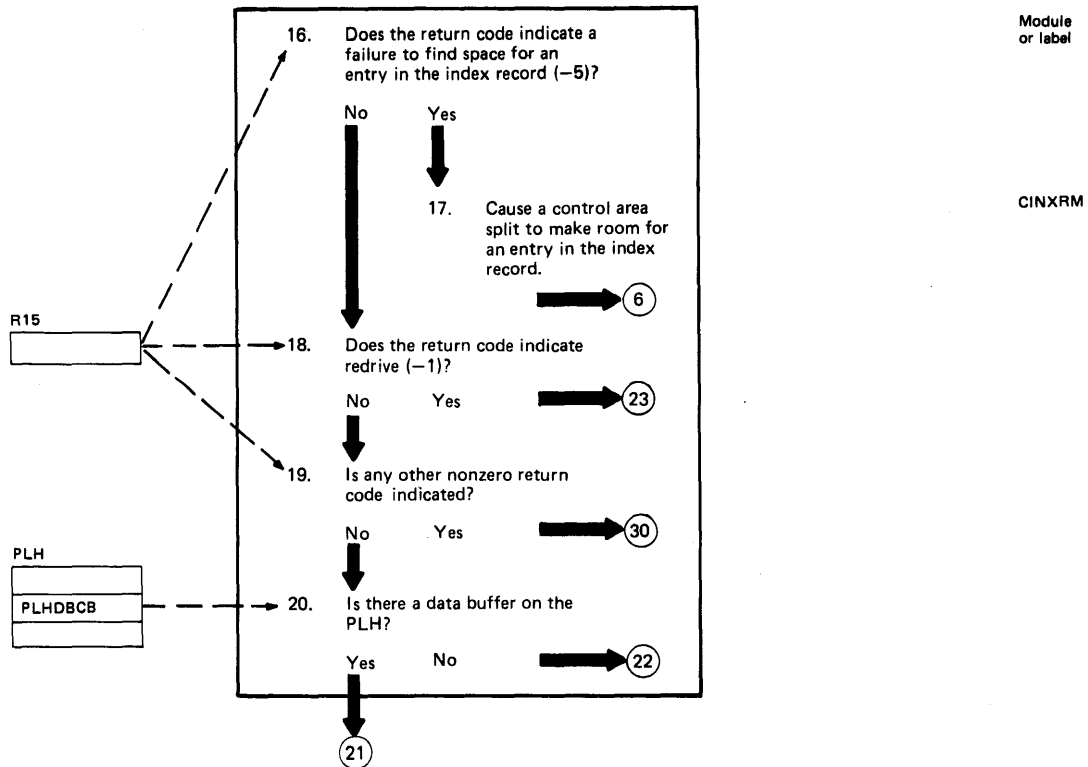 16. Does the return code indicate a
failure to find space for an
entry in the index record (−5)?
Module
or label
No Yes
17. Cause a control area
split to make room for
an entry in the index
record.
CINXRM
6
R15
18. Does the return code indicate
redrive (−1)?
No Yes
23
19. Is any other nonzero return
code indicated?
No Yes
30
PLH
PLHDBCB
20. Is there a data buffer on the
PLH?
Yes No
22
21